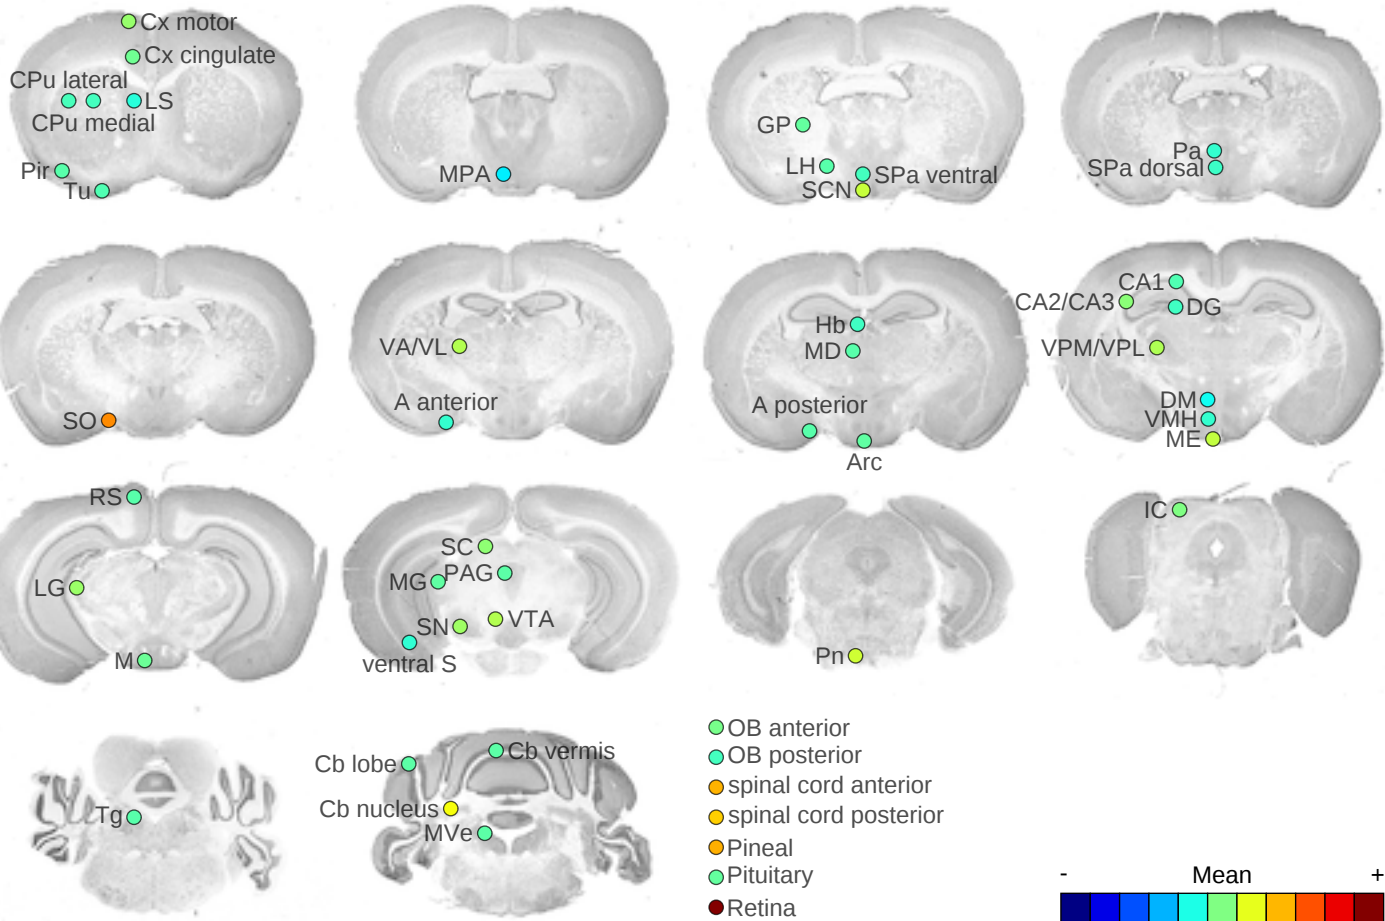 Cx motor
Cx cingulate
CPu lateral
LS
CPu medial
Pir
Tu
MPA
GP
LH
SPa ventral
SCN
Pa
SPa dorsal
SO
VA/VL
A anterior
Hb
MD
A posterior
Arc
CA1
CA2/CA3
DG
VPM/VPL
DM
VMH
ME
RS
LG
M
SC
MG
PAG
SN
VTA
ventral S
Pn
IC
Tg
Cb lobe
Cb vermis
Cb nucleus
MVe
OB anterior
OB posterior
spinal cord anterior
spinal cord posterior
Pineal
Pituitary
Retina
- Mean +